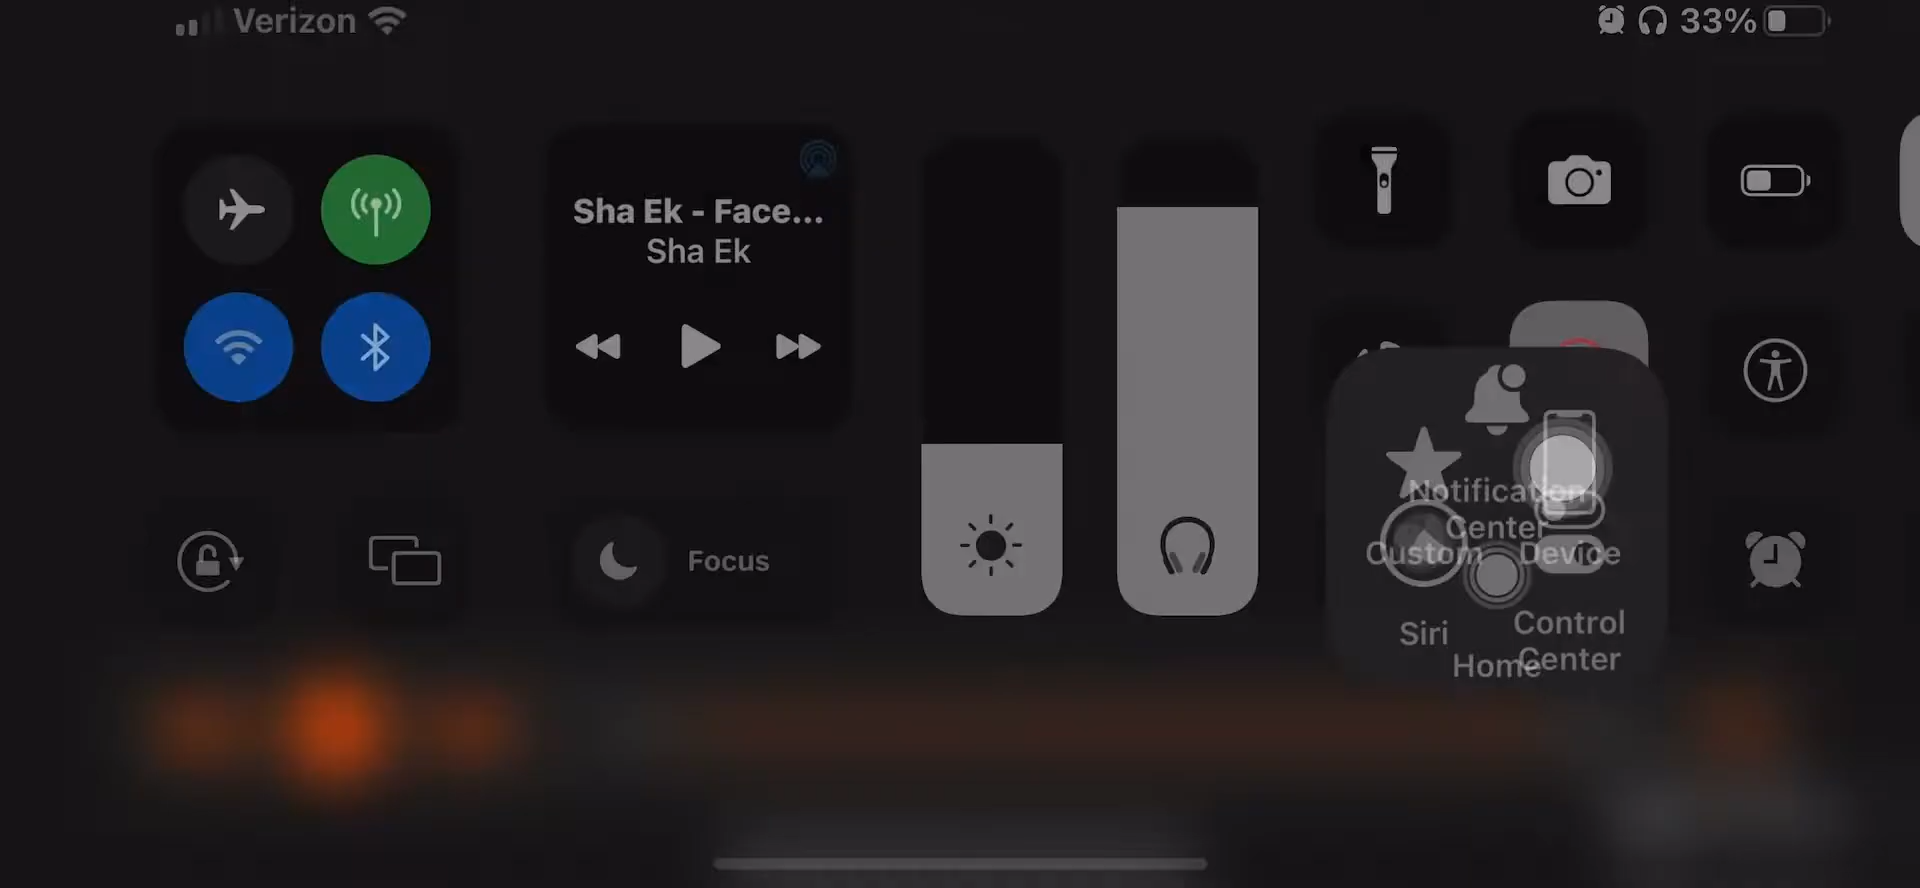 Verizon
33%
Sha Ek - Face...
Sha Ek
Focus
Notification
Center
Custom
Device
Siri
Control
Center
Home